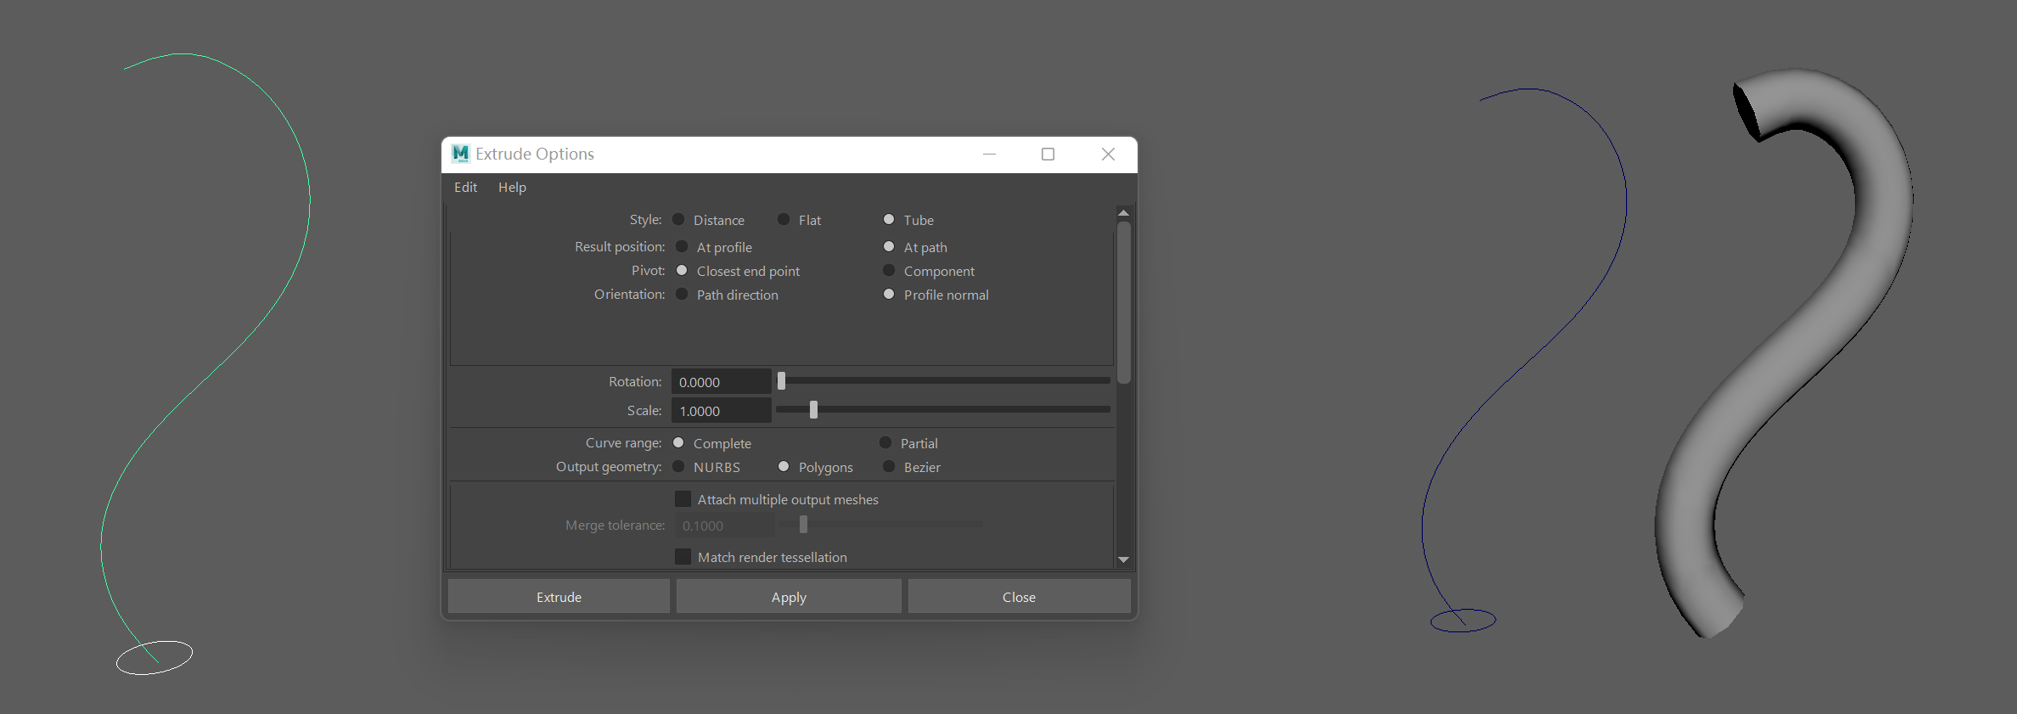 M Extrude Options
Edit Help
Style: Distance Flat Tube
Result position: At profile At path
Pivot: Closest end point Component
Orientation: Path direction Profile normal
Rotation: 0.0000
Scale: 1.0000
Curve range: Complete Partial
Output geometry: NURBS Polygons Bezier
Attach multiple output meshes
Merge tolerance: 0.1000
Match render tessellation
Extrude Apply Close